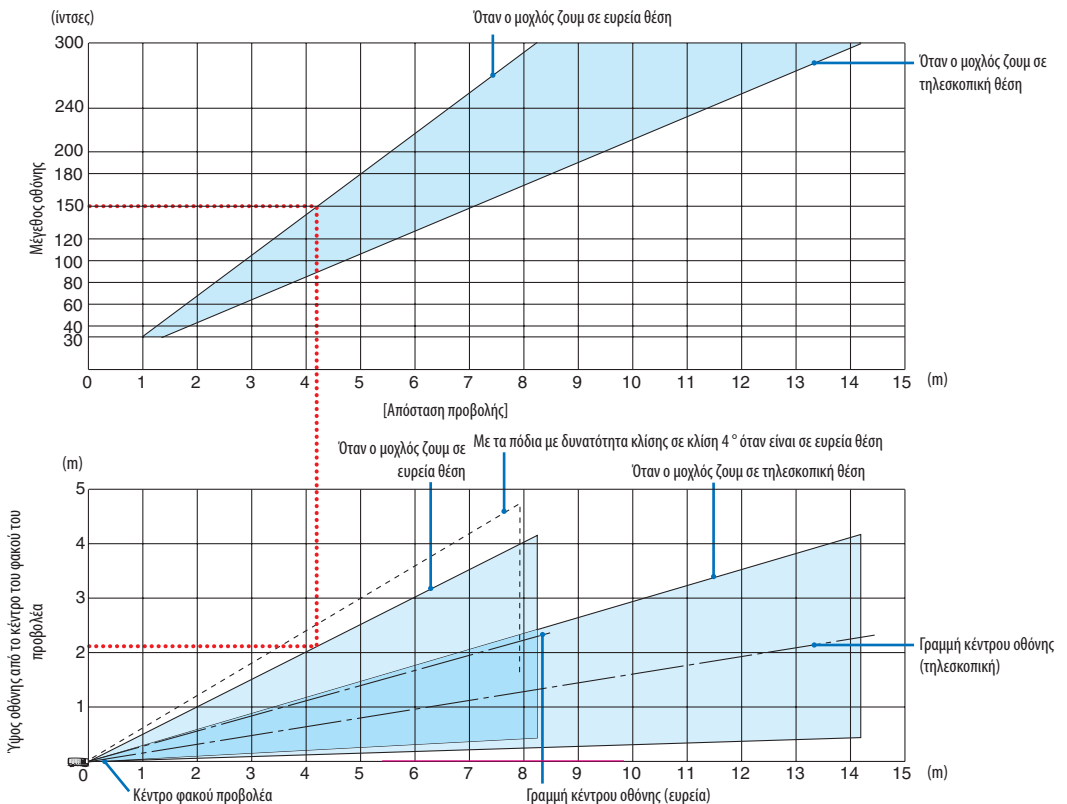 (ίντσες)
Όταν ο μοχλός ζουμ σε ευρεία θέση
Όταν ο μοχλός ζουμ σε
τηλεσκοπική θέση
Μέγεθος οθόνης
300
240
200
180
150
120
100
80
60
40
30
0 1 2 3 4 5 6 7 8 9 10 11 12 13 14 15 (m)
[Απόσταση προβολής]
(m)
Όταν ο μοχλός ζουμ σε
ευρεία θέση
Με τα πόδια με δυνατότητα κλίσης σε κλίση 4 ° όταν είναι σε ευρεία θέση
Όταν ο μοχλός ζουμ σε τηλεσκοπική θέση
Ύψος οθόνης από το κέντρο του φακού του
προβολέα
5
4
3
2
1
Γραμμή κέντρου οθόνης
(τηλεσκοπική)
0 1 2 3 4 5 6 7 8 9 10 11 12 13 14 15 (m)
Κέντρο φακού προβολέα
Γραμμή κέντρου οθόνης (ευρεία)